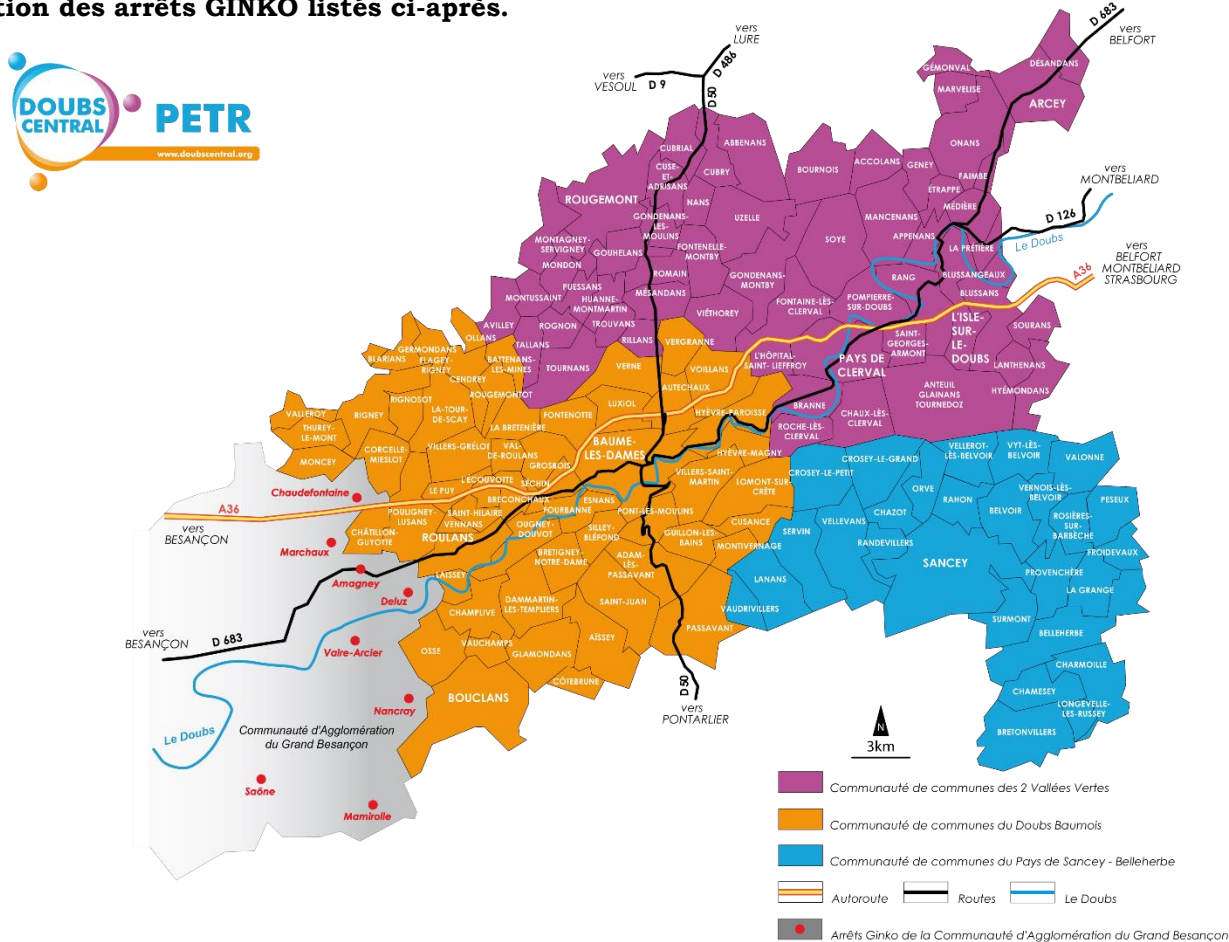 tion des arrêts GINKO listés ci-après.
DOUBS
CENTRAL
PETR
www.doubscentral.org
vers
LURE
D 486
vers
VESOUL
D 9
D 50
D 683
vers
BELFORT
vers
MONTBELIARD
D 126
Le Doubs
vers
BELFORT
MONTBELIARD
STRASBOURG
A36
GÉMONVAL
DÉSANDANS
MARVELISE
ARCEY
ONANS
FAIMBE
ACCOLANS
GENEY
ÉTRAPPE
MÉDIÈRE
BOURNOIS
ABBENANS
CUBRIAL
CUSE-
ET-
ADRISANS
CUBRY
NANS
ROUGEMONT
GONDENANS-
LES-
MOULINS
UZELLE
MANCENANS
APPENANS
LA PRÉTIÈRE
SOYE
MONTAGNEY-
SERVIGNEY
GOUHELANS
FONTENELLE-
MONTBY
MONDON
ROMAIN
GONDENANS-
MONTBY
RANG
BLUSSANGEAUX
BLUSSANS
PUESSANS
MÉSANDANS
HUANNE-
MONTMARTIN
MONTUSSAINT
FONTAINE-LÈS-
CLERVAL
POMPIERRE-
SUR-DOUBS
VIÉTHOREY
AVILLEY
ROGNON
TROUVANS
RILLANS
TALLANS
TOURNANS
L'HÔPITAL-
SAINT- LIEFFROY
PAYS DE
CLERVAL
SAINT-
GEORGES-
ARMONT
L'ISLE-
SUR-
LE-
DOUBS
SOURANS
LANTHENANS
HYÉMONDANS
ANTEUIL
GLAINANS
TOURNEDOZ
BRANNE
CHAUX-LÈS-
CLERVAL
ROCHE-LÈS-
CLERVAL
OLLANS
GERMONDANS
BLARIANS
FLAGEY-
RIGNEY
CENDREY
BATTENANS-
LES-MINES
ROUGEMONTOT
RIGNOSOT
VALLEROY
RIGNEY
THUREY-
LE-MONT
MONCEY
LA-TOUR-
DE-SCAY
LA BRETENIÈRE
CORCELLE-
MIESLOT
VILLERS-GRÉLOT
VAL-
DE-ROULANS
VERGRANNE
VERNE
VOILLANS
AUTECHAUX
LUXIOL
FONTENOTTE
HYÈVRE-PAROISSE
BAUME-
LES-DAMES
HYÈVRE-MAGNY
GROSBOIS
L'ÉCOUVOTTE
SÉCHIN
LE PUY
BRECONCHAUX
VILLERS-SAINT-
MARTIN
LOMONT-SUR-
CRÊTE
ESNANS
FOURBANNE
POULIGNEY-
LUSANS
SAINT-HILAIRE
VENNANS
PONT-LES-MOULINS
CHÂTILLON-
GUYOTTE
ROULANS
OUGNEY-
DOUVOT
SILLEY-
BLÉFOND
CUSANCE
GUILLON-LES-
BAINS
MONTIVERNAGE
BRETIGNEY-
NOTRE-DAME
ADAM-
LÈS-
PASSAVANT
LAISSEY
CHAMPLIVE
DAMMARTIN-
LES-TEMPLIERS
SAINT-JUAN
PASSAVANT
AÏSSEY
OSSE
VAUCHAMPS
GLAMONDANS
CÔTEBRUNE
BOUCLANS
CROSEY-LE-GRAND
CROSEY-LE-PETIT
VELLEROT-
LÈS-BELVOIR
VYT-LÈS-
BELVOIR
VALONNE
ORVE
RAHON
VERNOIS-LÈS-
BELVOIR
PESEUX
BELVOIR
ROSIÈRES-
SUR-
BARBÈCHE
CHAZOT
VELLEVANS
SERVIN
RANDEVILLERS
FROIDEVAUX
SANCEY
PROVENCHÈRE
LANANS
LA GRANGE
VAUDRIVILLERS
SURMONT
BELLEHERBE
CHARMOILLE
CHAMESEY
LONGEVELLE-
LES-RUSSEY
BRETONVILLERS
Chaudefontaine
A36
vers
BESANÇON
Marchaux
Amagney
Deluz
vers
BESANÇON
D 683
Valre-Arcier
Nancray
Le Doubs
Communauté d'Agglomération
du Grand Besançon
Saône
Mamirolle
D 50
vers
PONTARLIER
N
3km
Communauté de communes des 2 Vallées Vertes
Communauté de communes du Doubs Baumois
Communauté de communes du Pays de Sancey - Belleherbe
Autoroute
Routes
Le Doubs
Arrêts Ginko de la Communauté d'Agglomération du Grand Besançon